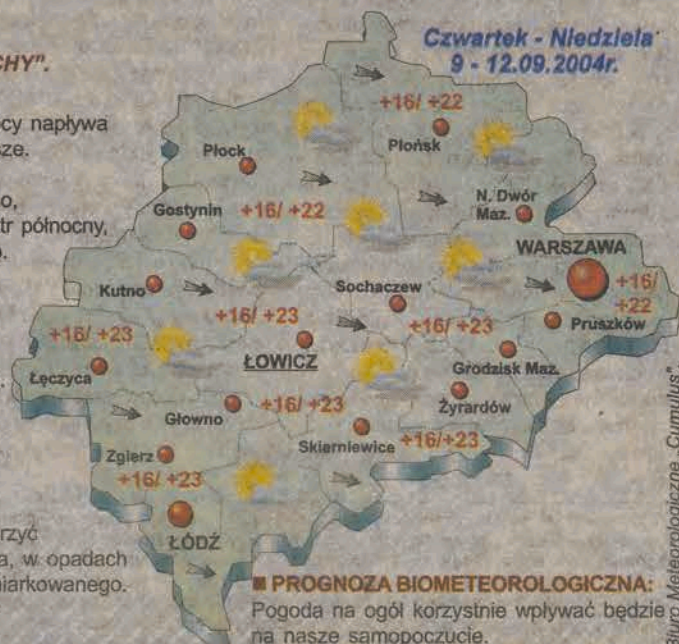 CHY".
cy napływa
sze.
o,
tr północny,
.
.
rzyć
a, w opadach
niarkowanego.
Czwartek - Niedziela
9 - 12.09.2004r.
+16/ +22
Płońsk
Płock
N. Dwór
Maz.
Gostynin
+16/ +22
WARSZAWA
+16/
+22
Kutno
Sochaczew
Pruszków
+16/ +23
+16/ +23
+16/ +23
ŁOWICZ
Grodzisk Maz.
Łęczyca
Głowno
+16/ +23
Żyrardów
Skierniewice
+16/+23
Zgierz
+16/ +23
ŁÓDŹ
■ PROGNOZA BIOMETEOROLOGICZNA:
Pogoda na ogół korzystnie wpływać będzie
na nasze samopoczucie.
Biuro Meteorologiczne „Cumulus".